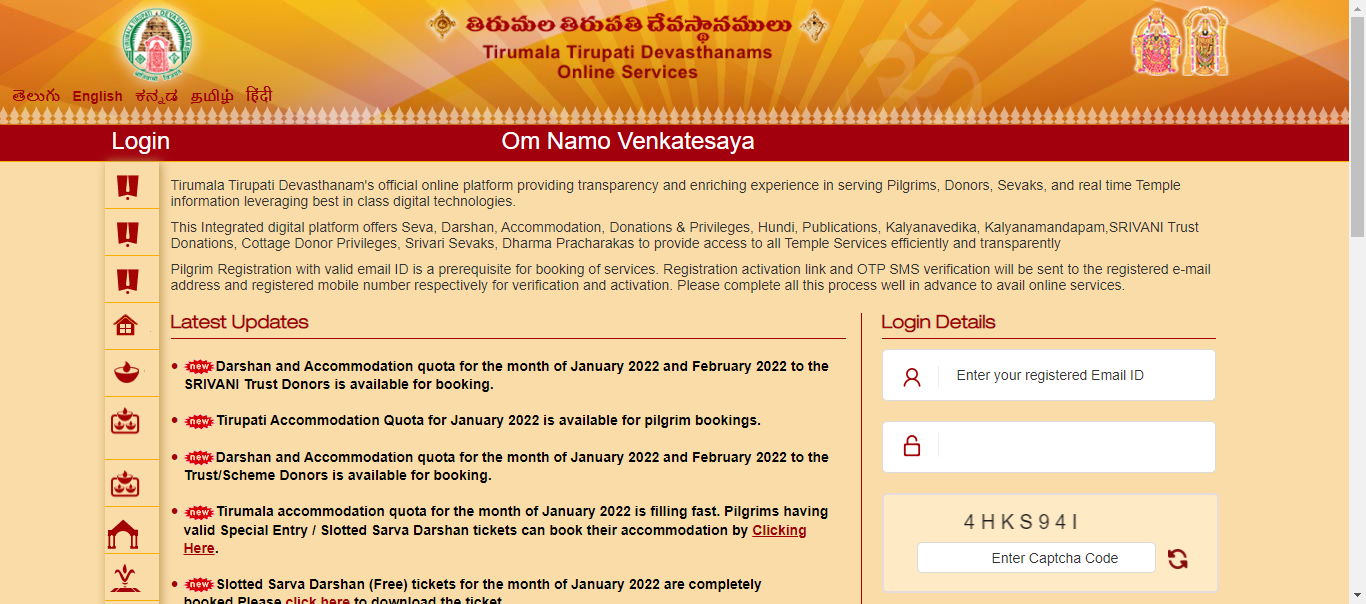 తిరుమల తిరుపతి దేవస్థానములు
Tirumala Tirupati Devasthanams
Online Services
తెలుగు English ಕನ್ನಡ தமிழ் हिंदी
Login
Om Namo Venkatesaya
Tirumala Tirupati Devasthanam's official online platform providing transparency and enriching experience in serving Pilgrims, Donors, Sevaks, and real time Temple
information leveraging best in class digital technologies.
This Integrated digital platform offers Seva, Darshan, Accommodation, Donations & Privileges, Hundi, Publications, Kalyanavedika, Kalyanamandapam,SRIVANI Trust
Donations, Cottage Donor Privileges, Srivari Sevaks, Dharma Pracharakas to provide access to all Temple Services efficiently and transparently
Pilgrim Registration with valid email ID is a prerequisite for booking of services. Registration activation link and OTP SMS verification will be sent to the registered e-mail
address and registered mobile number respectively for verification and activation. Please complete all this process well in advance to avail online services.
Latest Updates
• new Darshan and Accommodation quota for the month of January 2022 and February 2022 to the
SRIVANI Trust Donors is available for booking.
• new Tirupati Accommodation Quota for January 2022 is available for pilgrim bookings.
• new Darshan and Accommodation quota for the month of January 2022 and February 2022 to the
Trust/Scheme Donors is available for booking.
• new Tirumala accommodation quota for the month of January 2022 is filling fast. Pilgrims having
valid Special Entry / Slotted Sarva Darshan tickets can book their accommodation by Clicking
Here.
• new Slotted Sarva Darshan (Free) tickets for the month of January 2022 are completely
booked.Please click here to download the ticket
Login Details
Enter your registered Email ID
4HKS94I
Enter Captcha Code